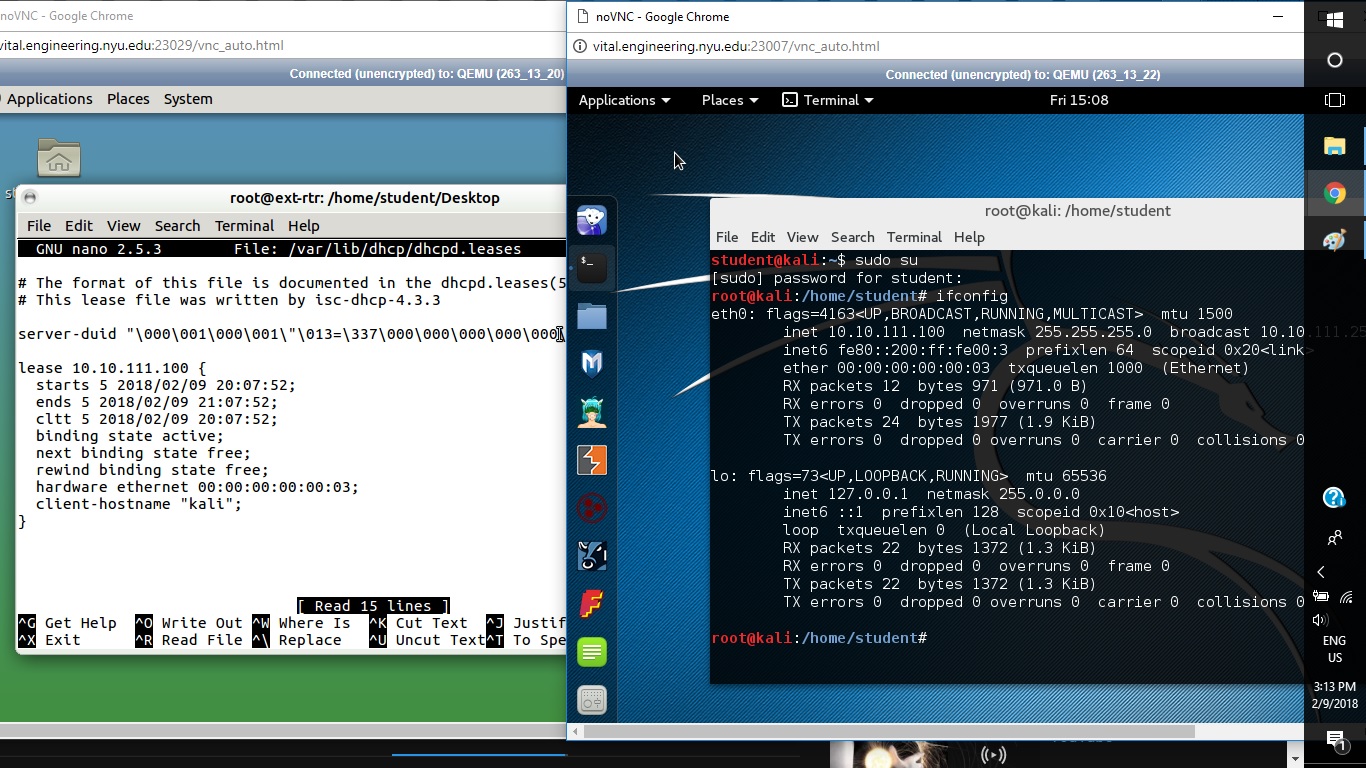 noVNC - Google Chrome
vital.engineering.nyu.edu:23029/vnc_auto.html
Connected (unencrypted) to: QEMU (263_13_20)
Applications Places System
root@ext-rtr: /home/student/Desktop
File Edit View Search Terminal Help
GNU nano 2.5.3 File: /var/lib/dhcp/dhcpd.leases
# The format of this file is documented in the dhcpd.leases(5
# This lease file was written by isc-dhcp-4.3.3
server-duid "\000\001\000\001\"\013=\337\000\000\000\000\000\
lease 10.10.111.100 {
starts 5 2018/02/09 20:07:52;
ends 5 2018/02/09 21:07:52;
cltt 5 2018/02/09 20:07:52;
binding state active;
next binding state free;
rewind binding state free;
hardware ethernet 00:00:00:00:00:03;
client-hostname "kali";
}
[ Read 15 lines ]
^G Get Help ^O Write Out ^W Where Is ^K Cut Text ^J Justif
^X Exit ^R Read File ^\ Replace ^U Uncut Text ^T To Spe
noVNC - Google Chrome
vital.engineering.nyu.edu:23007/vnc_auto.html
Connected (unencrypted) to: QEMU (263_13_22)
Applications Places Terminal Fri 15:08
root@kali: /home/student
File Edit View Search Terminal Help
student@kali:~$ sudo su
[sudo] password for student:
root@kali:/home/student# ifconfig
eth0: flags=4163<UP,BROADCAST,RUNNING,MULTICAST> mtu 1500
inet 10.10.111.100 netmask 255.255.255.0 broadcast 10.10.111.25
inet6 fe80::200:ff:fe00:3 prefixlen 64 scopeid 0x20<link>
ether 00:00:00:00:00:03 txqueuelen 1000 (Ethernet)
RX packets 12 bytes 971 (971.0 B)
RX errors 0 dropped 0 overruns 0 frame 0
TX packets 24 bytes 1977 (1.9 KiB)
TX errors 0 dropped 0 overruns 0 carrier 0 collisions 0
lo: flags=73<UP,LOOPBACK,RUNNING> mtu 65536
inet 127.0.0.1 netmask 255.0.0.0
inet6 ::1 prefixlen 128 scopeid 0x10<host>
loop txqueuelen 0 (Local Loopback)
RX packets 22 bytes 1372 (1.3 KiB)
RX errors 0 dropped 0 overruns 0 frame 0
TX packets 22 bytes 1372 (1.3 KiB)
TX errors 0 dropped 0 overruns 0 carrier 0 collisions 0
root@kali:/home/student#
ENG
US
3:13 PM
2/9/2018
1